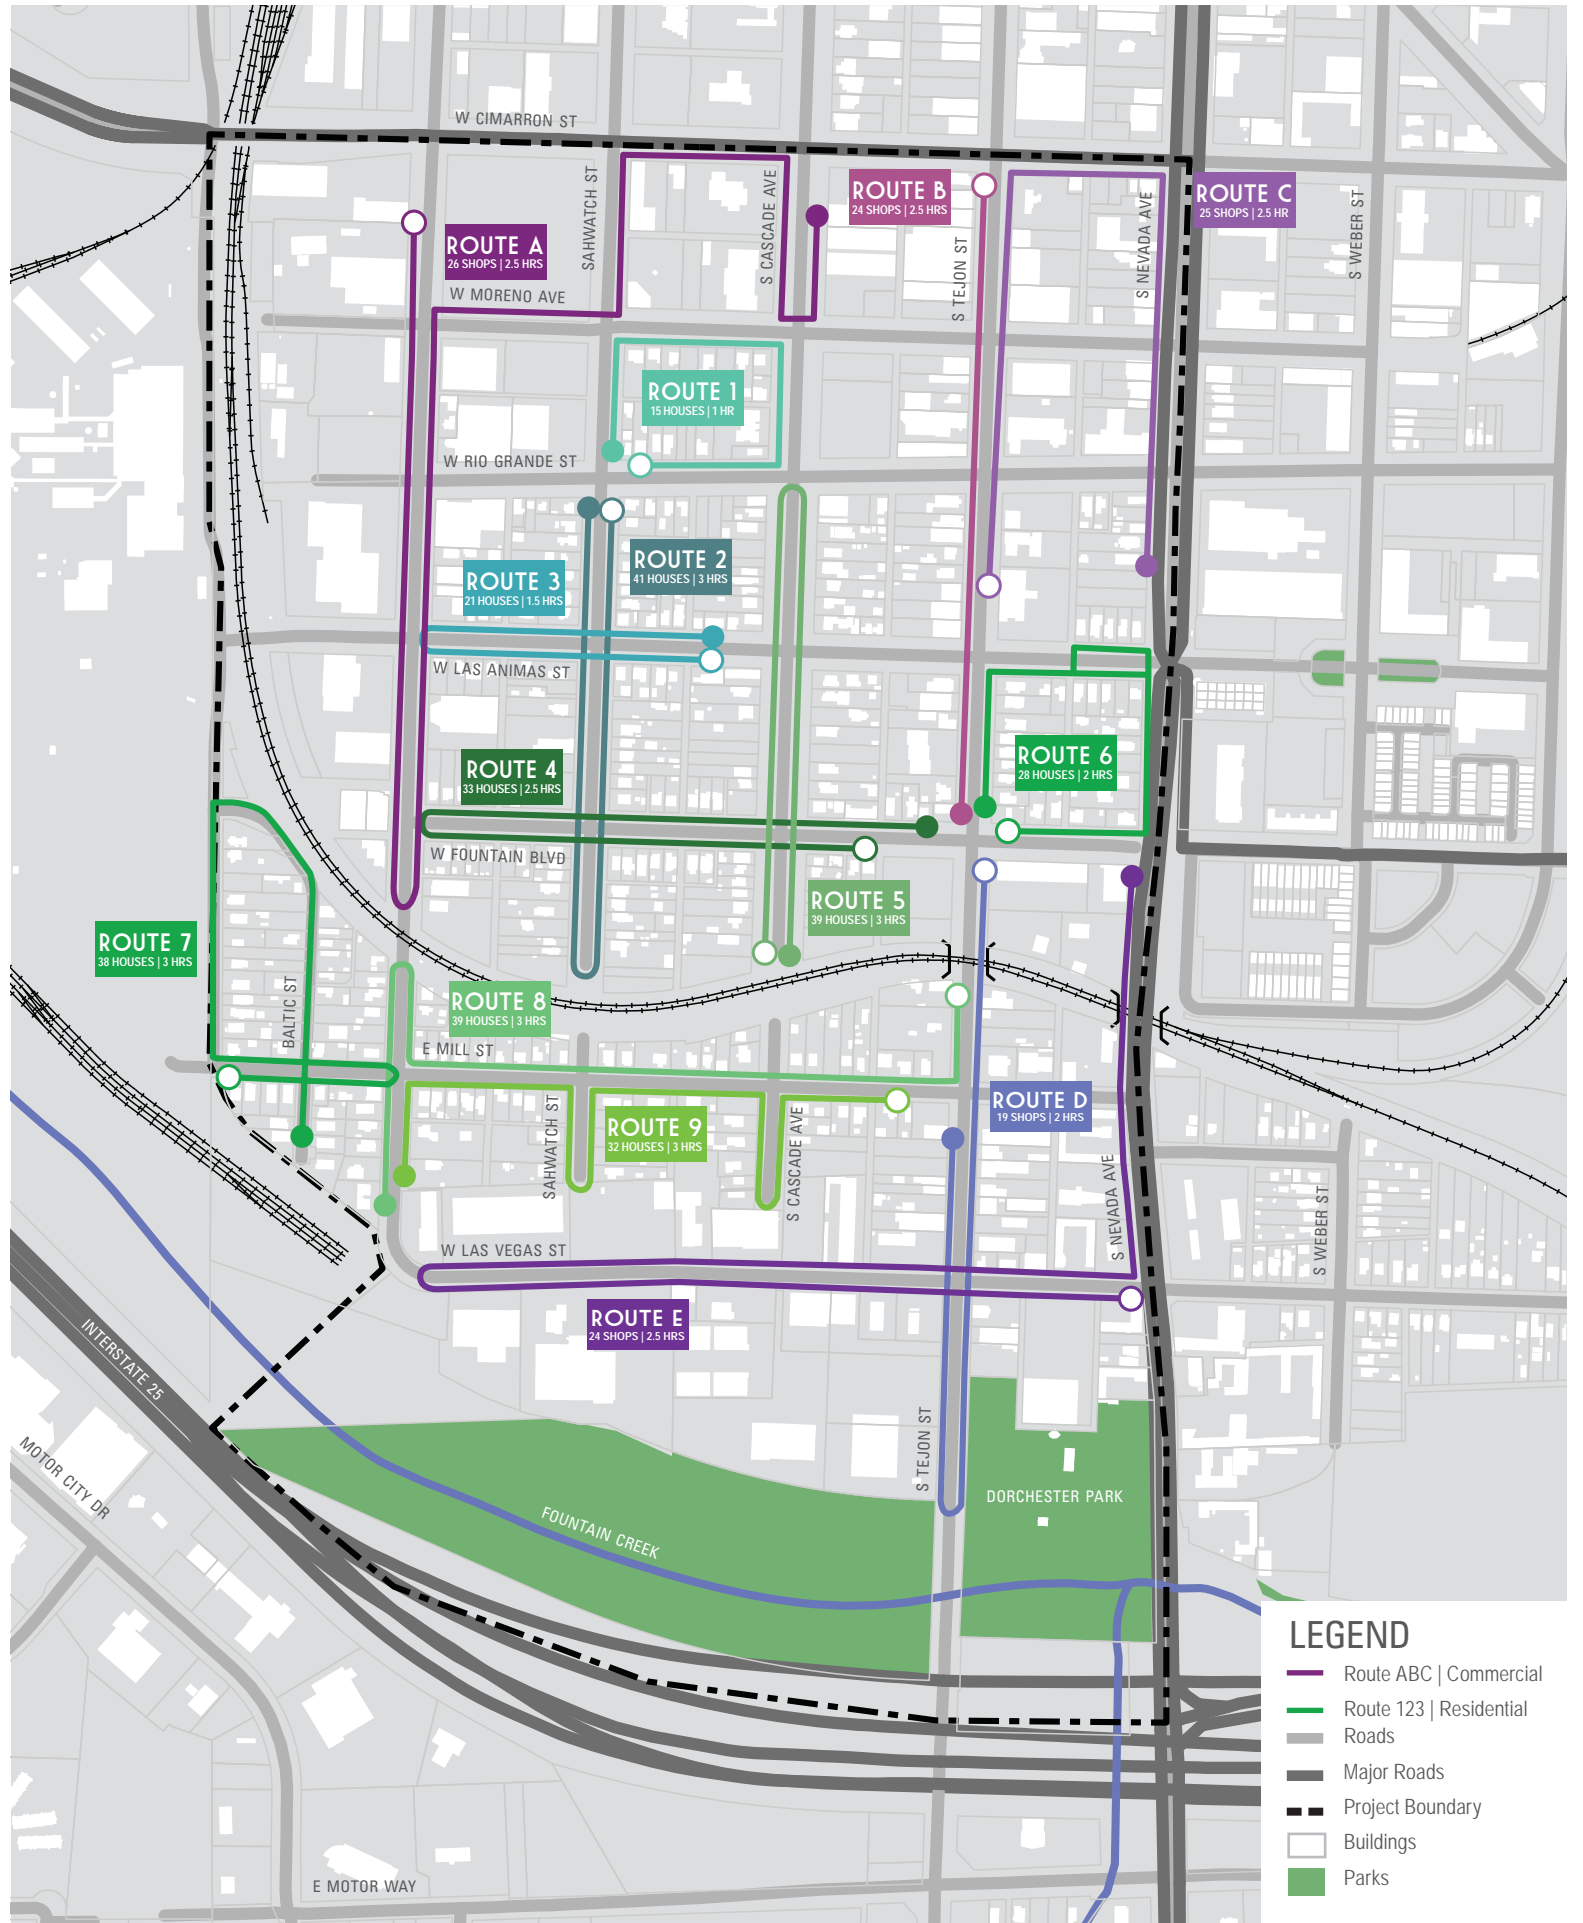 W CIMARRON ST
SAHWATCH ST
S CASCADE AVE
ROUTE B
24 SHOPS | 2.5 HRS
S TEJON ST
S NEVADA AVE
ROUTE C
25 SHOPS | 2.5 HR
S WEBER ST
ROUTE A
26 SHOPS | 2.5 HRS
W MORENO AVE
ROUTE 1
15 HOUSES | 1 HR
W RIO GRANDE ST
ROUTE 2
41 HOUSES | 3 HRS
ROUTE 3
21 HOUSES | 1.5 HRS
W LAS ANIMAS ST
ROUTE 4
33 HOUSES | 2.5 HRS
ROUTE 6
28 HOUSES | 2 HRS
W FOUNTAIN BLVD
ROUTE 5
39 HOUSES | 3 HRS
ROUTE 7
38 HOUSES | 3 HRS
BALTIC ST
ROUTE 8
39 HOUSES | 3 HRS
E MILL ST
ROUTE D
19 SHOPS | 2 HRS
SAHWATCH ST
ROUTE 9
32 HOUSES | 3 HRS
S CASCADE AVE
S NEVADA AVE
S WEBER ST
W LAS VEGAS ST
ROUTE E
24 SHOPS | 2.5 HRS
INTERSTATE 25
MOTOR CITY DR
S TEJON ST
DORCHESTER PARK
FOUNTAIN CREEK
E MOTOR WAY
LEGEND
Route ABC | Commercial
Route 123 | Residential
Roads
Major Roads
Project Boundary
Buildings
Parks